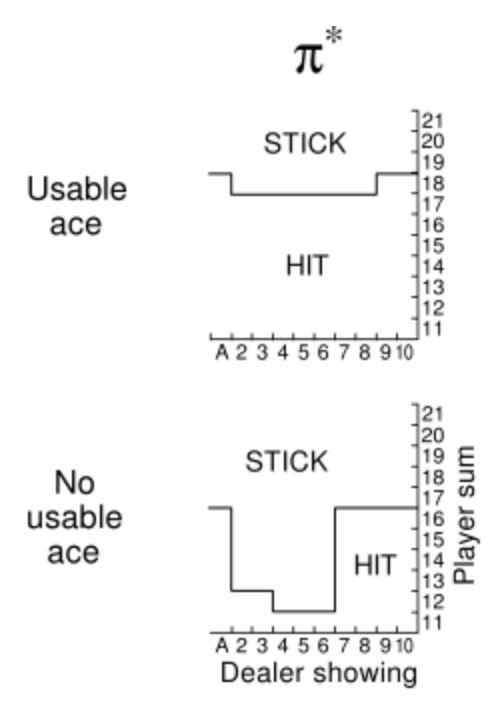 π*
Usable
ace
STICK
HIT
21
20
19
18
17
16
15
14
13
12
11
A 2 3 4 5 6 7 8 9 10
No
usable
ace
STICK
HIT
21
20
19
18
17
16
15
14
13
12
11
Player sum
A 2 3 4 5 6 7 8 9 10
Dealer showing